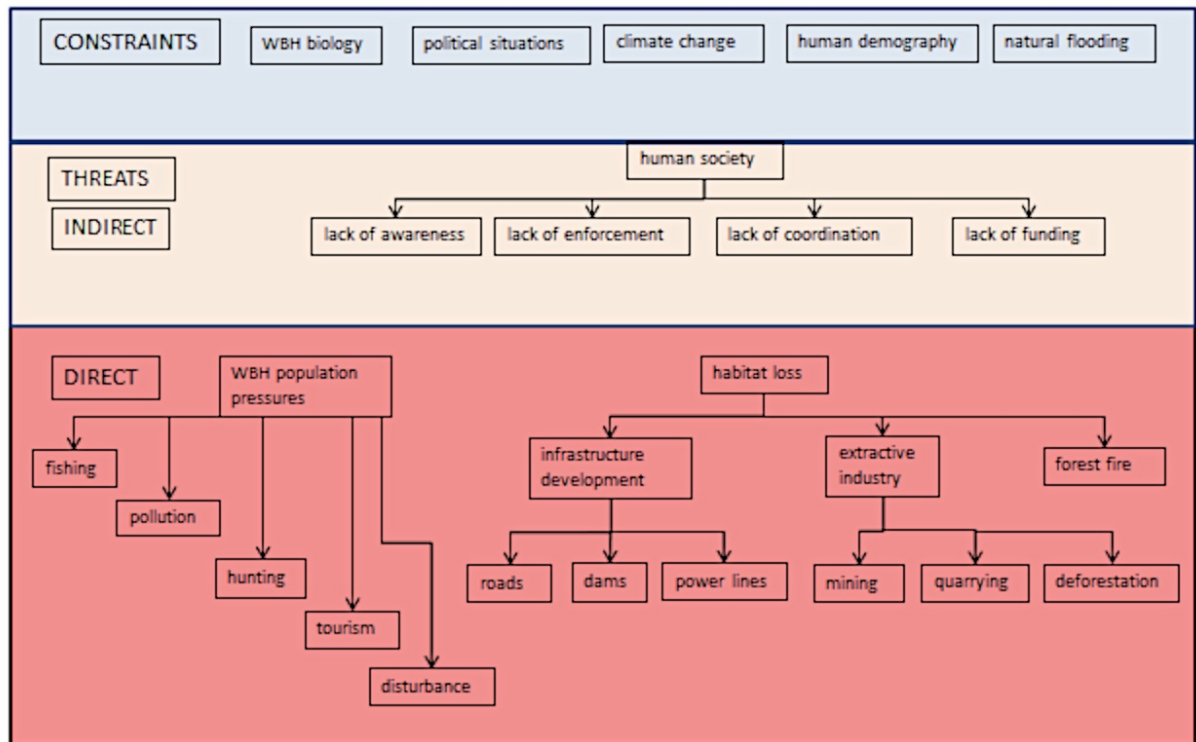 CONSTRAINTS
WBH biology
political situations
climate change
human demography
natural flooding
THREATS
INDIRECT
human society
lack of awareness
lack of enforcement
lack of coordination
lack of funding
DIRECT
WBH population
pressures
fishing
pollution
hunting
tourism
disturbance
habitat loss
infrastructure
development
extractive
industry
forest fire
roads
dams
power lines
mining
quarrying
deforestation